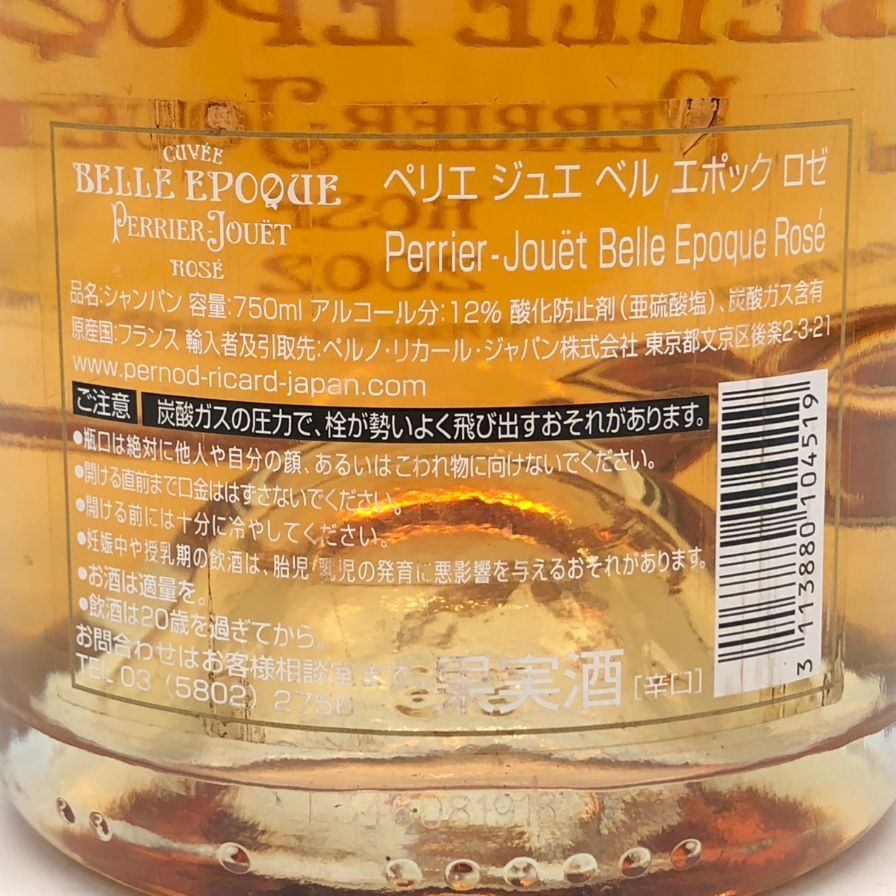 CUVÉE
BELLE EPOQUE
PERRIER-JOUËT
ROSÉ
ペリエ ジュエ ベル エポック ロゼ
Perrier-Jouët Belle Epoque Rosé
品名:シャンパン 容量:750ml アルコール分:12% 酸化防止剤(亜硫酸塩)、炭酸ガス含有
原産国:フランス 輸入者及引取先:ペルノ・リカール・ジャパン株式会社 東京都文京区後楽2-3-21
www.pernod-ricard-japan.com
ご注意 炭酸ガスの圧力で、栓が勢いよく飛び出すおそれがあります。
●瓶口は絶対に他人や自分の顔、あるいはこわれ物に向けないでください。
●開ける直前まで口金ははずさないでください。
●開ける前には十分に冷やしてください。
●妊娠中や授乳期の飲酒は、胎児・乳児の発育に悪影響を与えるおそれがあります。
●お酒は適量を。
●飲酒は20歳を過ぎてから。
お問合わせはお客様相談室まで。
TEL 03 (5802) 2756
果実酒 [辛口]
3 113880 104519
BELLE EPOQ
PERRIER-J
ROSE
2002